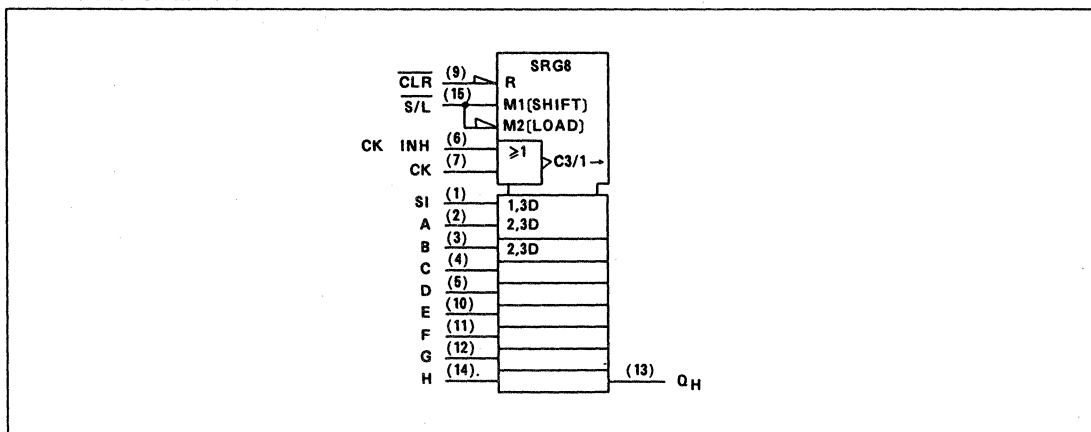 SRG8
CLR (9) R
S/L (15) M1(SHIFT)
M2(LOAD)
CK INH (6) ≥1
CK (7) C3/1→
SI (1) 1,3D
A (2) 2,3D
B (3) 2,3D
C (4)
D (5)
E (10)
F (11)
G (12)
H (14). (13) QH